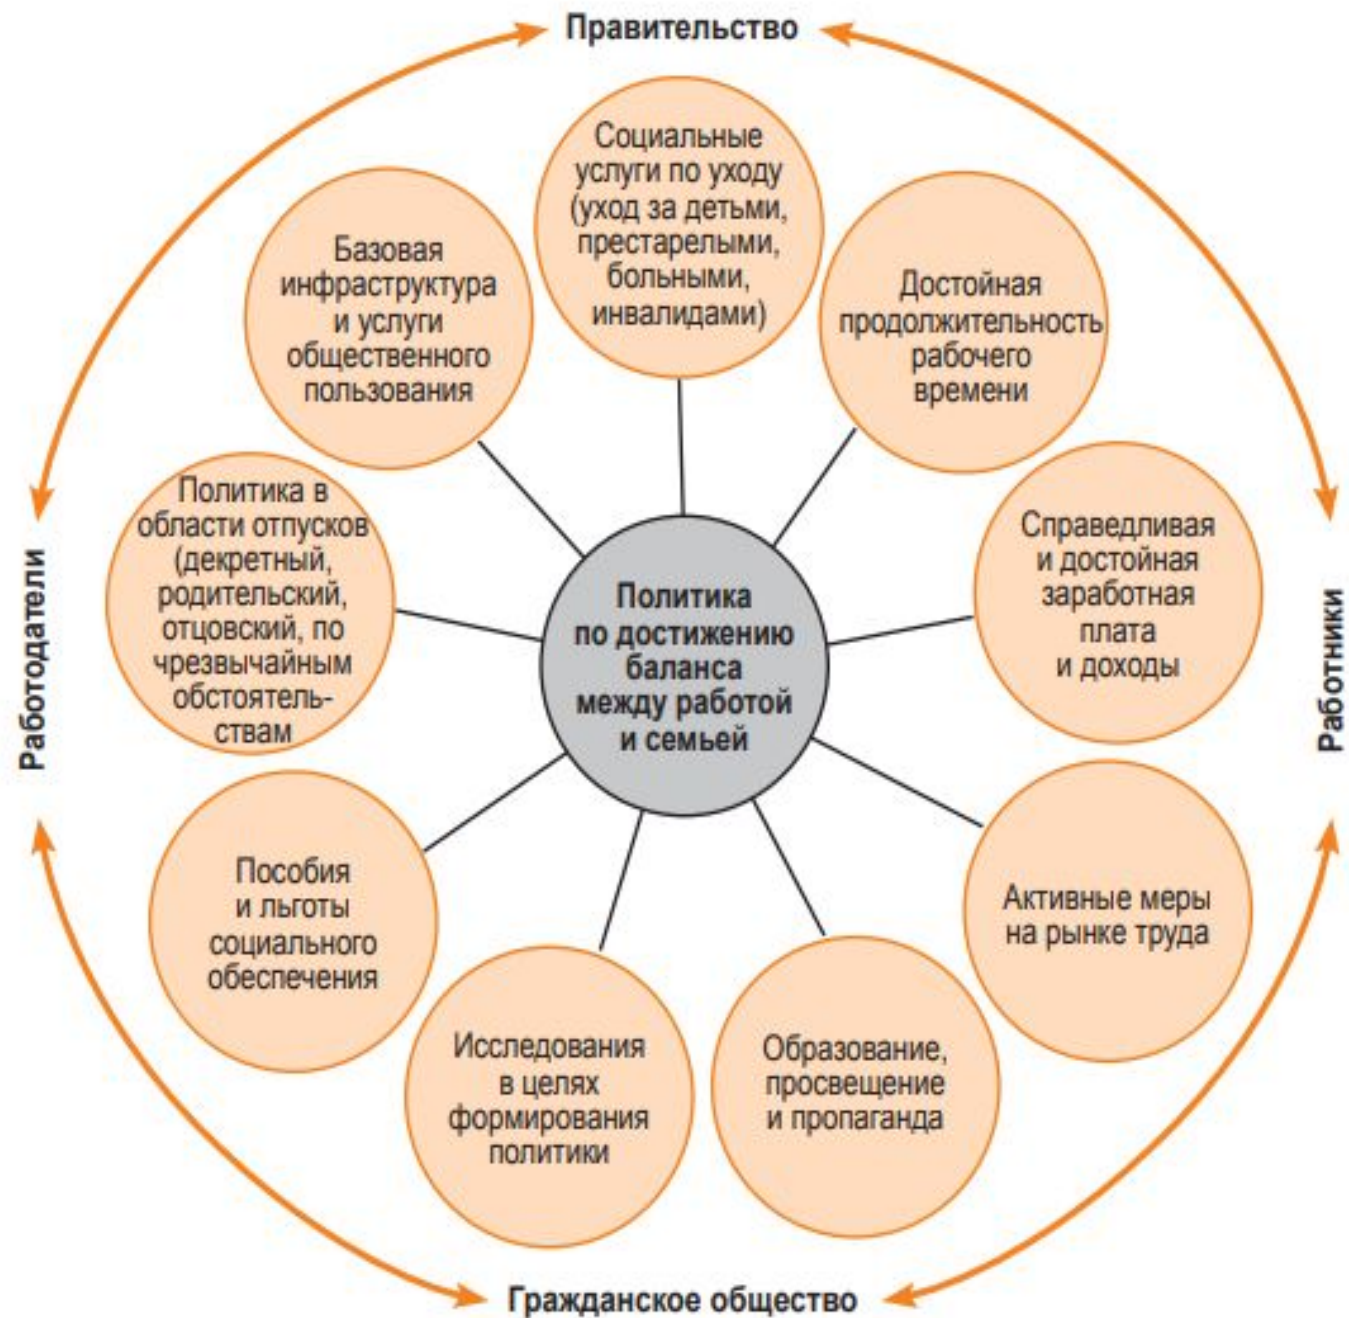 Правительство
Социальные
услуги по уходу
(уход за детьми,
престарелыми,
больными,
инвалидами)
Базовая
инфраструктура
и услуги
общественного
пользования
Достойная
продолжительность
рабочего
времени
Политика в
области отпусков
(декретный,
родительский,
отцовский, по
чрезвычайным
обстоятель-
ствам
Справедливая
и достойная
заработная
плата
и доходы
Работодатели
Политика
по достижению
баланса
между работой
и семьей
Работники
Пособия
и льготы
социального
обеспечения
Активные меры
на рынке труда
Исследования
в целях
формирования
политики
Образование,
просвещение
и пропаганда
Гражданское общество